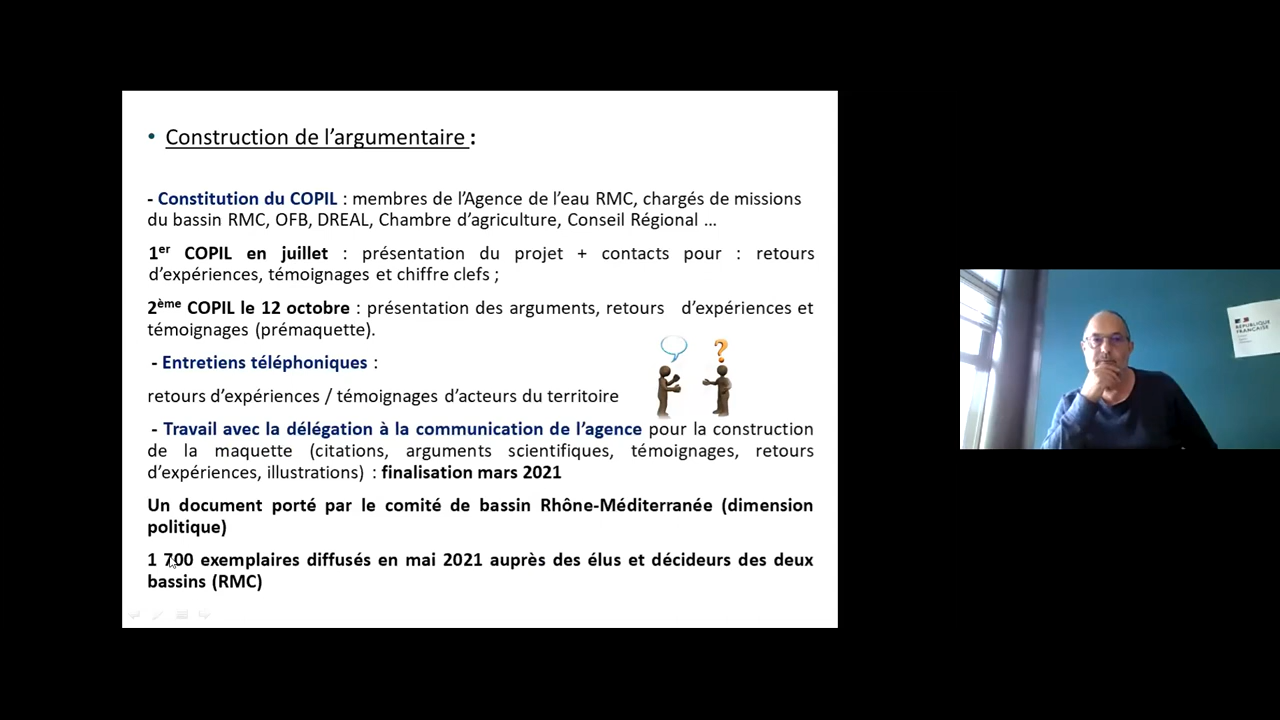 • Construction de l’argumentaire :
- Constitution du COPIL : membres de l’Agence de l’eau RMC, chargés de missions
du bassin RMC, OFB, DREAL, Chambre d’agriculture, Conseil Régional …
1er COPIL en juillet : présentation du projet + contacts pour : retours
d’expériences, témoignages et chiffre clefs ;
2ème COPIL le 12 octobre : présentation des arguments, retours d’expériences et
témoignages (prémaquette).
- Entretiens téléphoniques :
retours d’expériences / témoignages d’acteurs du territoire
- Travail avec la délégation à la communication de l’agence pour la construction
de la maquette (citations, arguments scientifiques, témoignages, retours
d’expériences, illustrations) : finalisation mars 2021
Un document porté par le comité de bassin Rhône-Méditerranée (dimension
politique)
1 700 exemplaires diffusés en mai 2021 auprès des élus et décideurs des deux
bassins (RMC)
RÉPUBLIQUE
FRANÇAISE